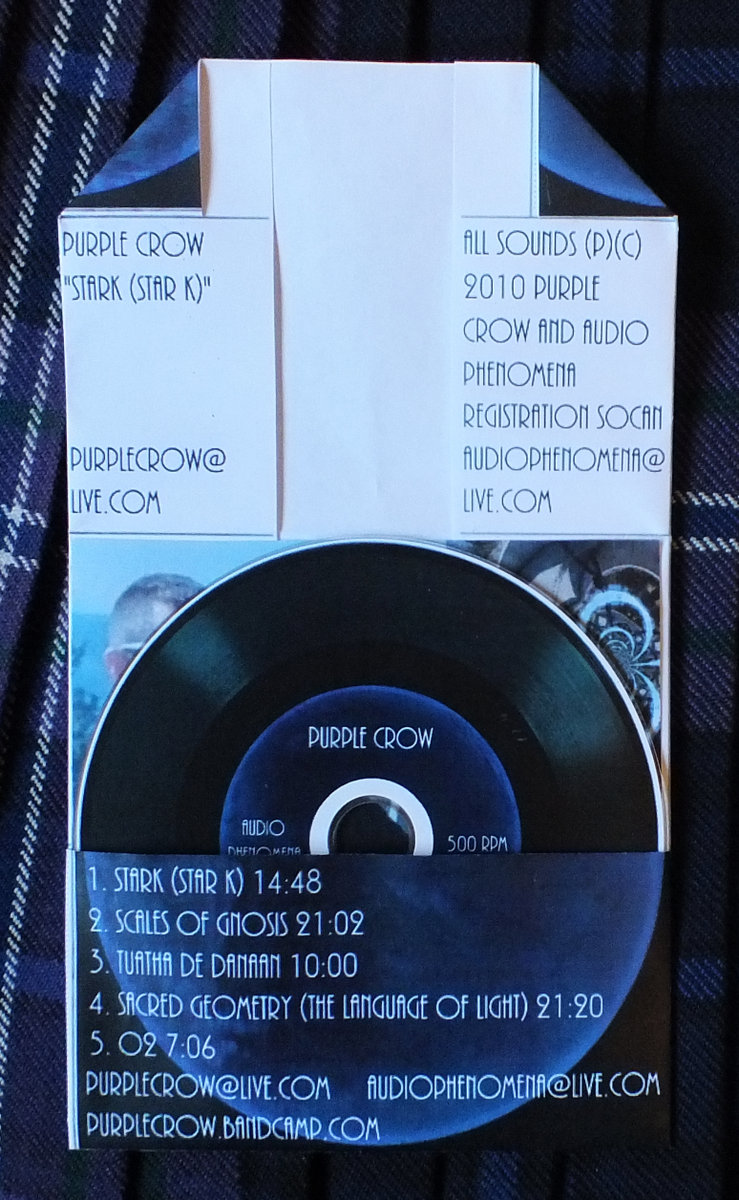 PURPLE CROW
"STARK (STAR K)"
PURPLECROW@
LIVE.COM
ALL SOUNDS (P)(C)
2010 PURPLE
CROW AND AUDIO
PHENOMENA
REGISTRATION SOCAN
AUDIOPHENOMENA@
LIVE.COM
PURPLE CROW
AUDIO
PHENOMENA
500 RPM
1. STARK (STAR K) 14:48
2. SCALES OF GNOSIS 21:02
3. TUATHA DE DANAAN 10:00
4. SACRED GEOMETRY (THE LANGUAGE OF LIGHT) 21:20
5. O2 7:06
PURPLECROW@LIVE.COM AUDIOPHENOMENA@LIVE.COM
PURPLECROW.BANDCAMP.COM